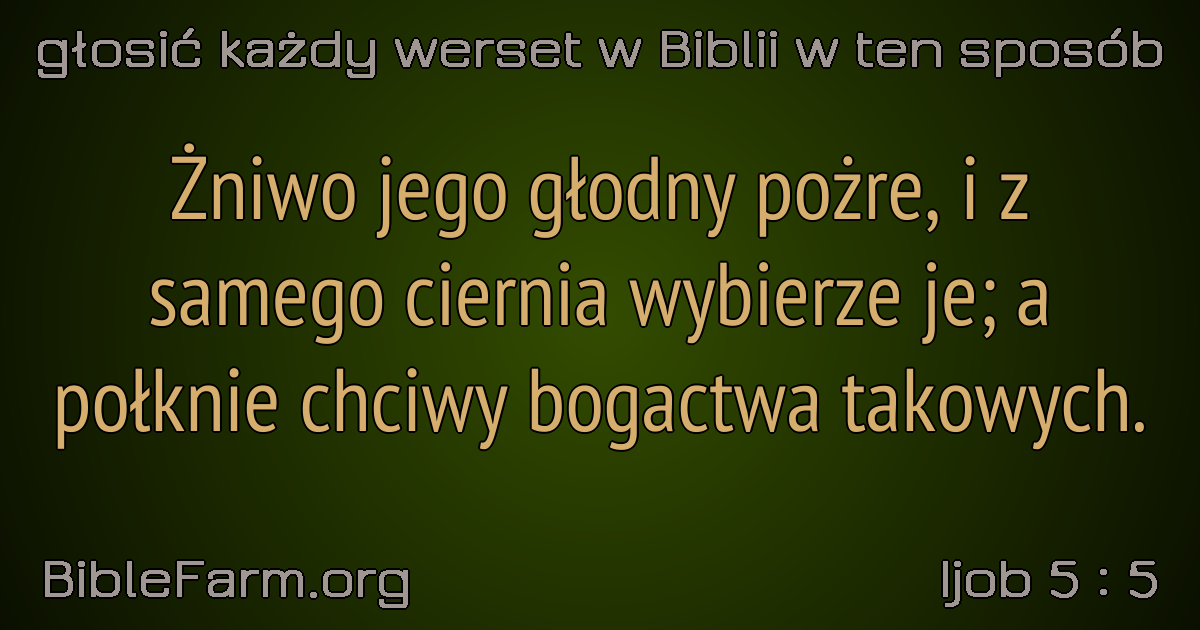 głosić każdy werset w Biblii w ten sposób
Żniwo jego głodny pożre, i z
samego ciernia wybierze je; a
połknie chciwy bogactwa takowych.
BibleFarm.org
Ijob 5 : 5